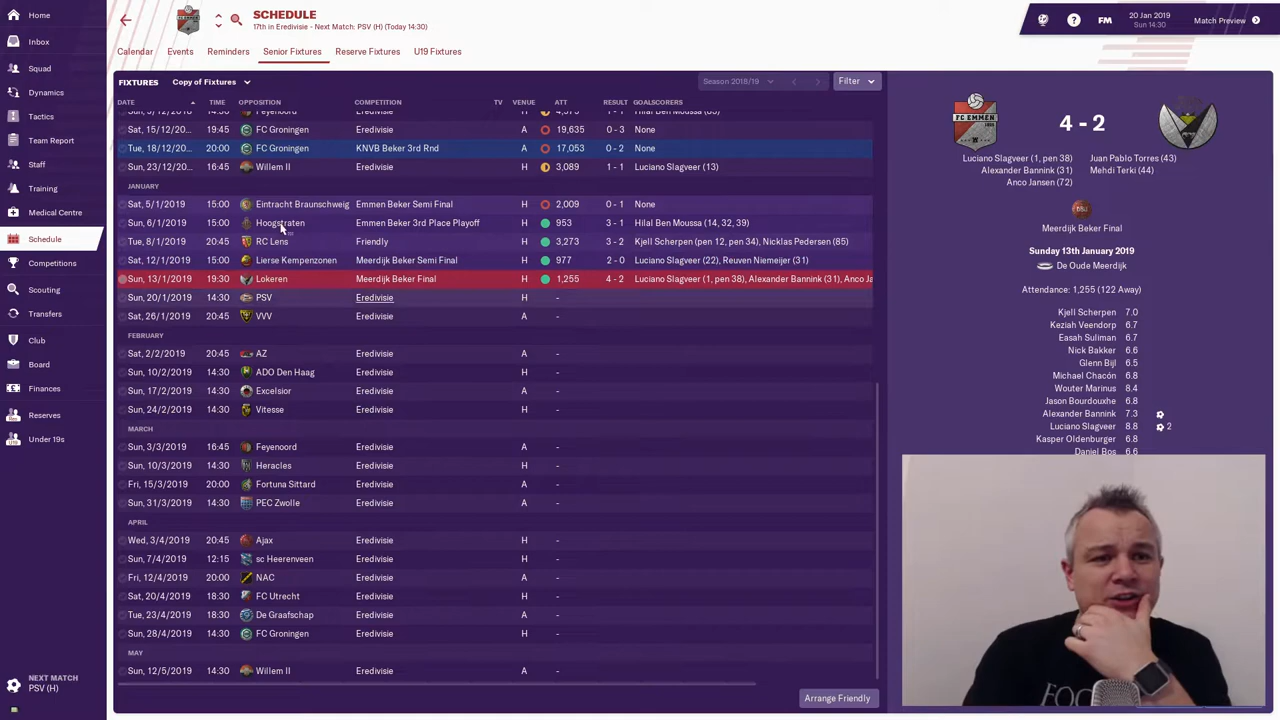 Home
Inbox
Squad
Dynamics
Tactics
Team Report
Staff
Training
Medical Centre
Schedule
Competitions
Scouting
Transfers
Club
Board
Finances
Reserves
Under 19s
NEXT MATCH
PSV (H)
FC EMMEN
SCHEDULE
17th in Eredivisie - Next Match: PSV (H) (Today 14:30)
? FM 20 Jan 2019
Sun 14:30
Match Preview
Calendar Events Reminders Senior Fixtures Reserve Fixtures U19 Fixtures
FIXTURES Copy of Fixtures Season 2018/19 Filter
DATE TIME OPPOSITION COMPETITION TV VENUE ATT RESULT GOALSCORERS
FC Groningen Eredivisie A 19,635 0 - 3 None
Sat, 15/12/20... 19:45
Tue, 18/12/20... 20:00 FC Groningen KNVB Beker 3rd Rnd A 17,053 0 - 2 None
Sun, 23/12/20... 16:45 Willem II Eredivisie H 3,089 1 - 1 Luciano Slagveer (13)
JANUARY
Sat, 5/1/2019 15:00 Eintracht Braunschweig Emmen Beker Semi Final H 2,009 0 - 1 None
Sun, 6/1/2019 15:00 Hoogstraten Emmen Beker 3rd Place Playoff H 953 3 - 1 Hilal Ben Moussa (14, 32, 39)
Tue, 8/1/2019 20:45 RC Lens Friendly H 3,273 3 - 2 Kjell Scherpen (pen 12, pen 34), Nicklas Pedersen (85)
Lierse Kempenzonen Meerdijk Beker Semi Final H 977 2 - 0 Luciano Slagveer (22), Reuven Niemeijer (31)
Sun, 13/1/2019 19:30 Lokeren Meerdijk Beker Final H 1,255 4 - 2 Luciano Slagveer (1, pen 38), Alexander Bannink (31), Anco Ja
Sun, 20/1/2019 14:30 PSV Eredivisie H -
Sat, 26/1/2019 20:45 VVV Eredivisie A -
FEBRUARY
Sat, 2/2/2019 20:45 AZ Eredivisie A -
Sun, 10/2/2019 14:30 ADO Den Haag Eredivisie H -
Sun, 17/2/2019 14:30 Excelsior Eredivisie A -
Sun, 24/2/2019 14:30 Vitesse Eredivisie H -
MARCH
Sun, 3/3/2019 16:45 Feyenoord Eredivisie A -
Sun, 10/3/2019 14:30 Heracles Eredivisie H -
Fri, 15/3/2019 20:00 Fortuna Sittard Eredivisie A -
Sun, 31/3/2019 14:30 PEC Zwolle Eredivisie A -
APRIL
Wed, 3/4/2019 20:45 Ajax Eredivisie H -
Sun, 7/4/2019 12:15 sc Heerenveen Eredivisie H -
Fri, 12/4/2019 20:00 NAC Eredivisie A -
Sat, 20/4/2019 18:30 FC Utrecht Eredivisie H -
Tue, 23/4/2019 18:30 De Graafschap Eredivisie A -
Sun, 28/4/2019 14:30 FC Groningen Eredivisie H -
MAY
Sun, 12/5/2019 14:30 Willem II Eredivisie A -
Arrange Friendly
FC EMMEN
4 - 2
Luciano Slagveer (1, pen 38) Juan Pablo Torres (43)
Alexander Bannink (31) Mehdi Terki (44)
Anco Jansen (72)
Meerdijk Beker Final
Sunday 13th January 2019
De Oude Meerdijk
Attendance: 1,255 (122 Away)
Kjell Scherpen 7.0
Keziah Veendorp 6.7
Easah Suliman 6.7
Nick Bakker 6.6
Glenn Bijl 6.5
Michael Chacón 6.8
Wouter Marinus 8.4
Jason Bourdouxhe 6.8
Alexander Bannink 7.3
Luciano Slagveer 8.8 2
Kasper Oldenburger 6.8
Daniel Bos 6.6